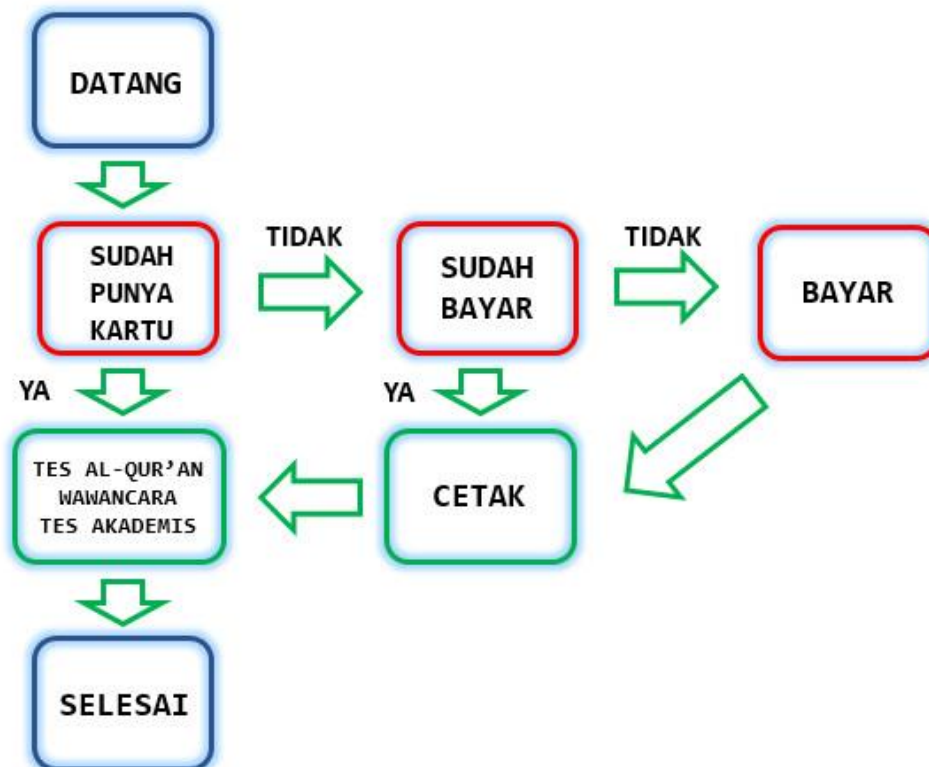 DATANG
SUDAH
PUNYA
KARTU
TIDAK
SUDAH
BAYAR
TIDAK
BAYAR
YA
TES AL-QUR’AN
WAWANCARA
TES AKADEMIS
YA
CETAK
SELESAI